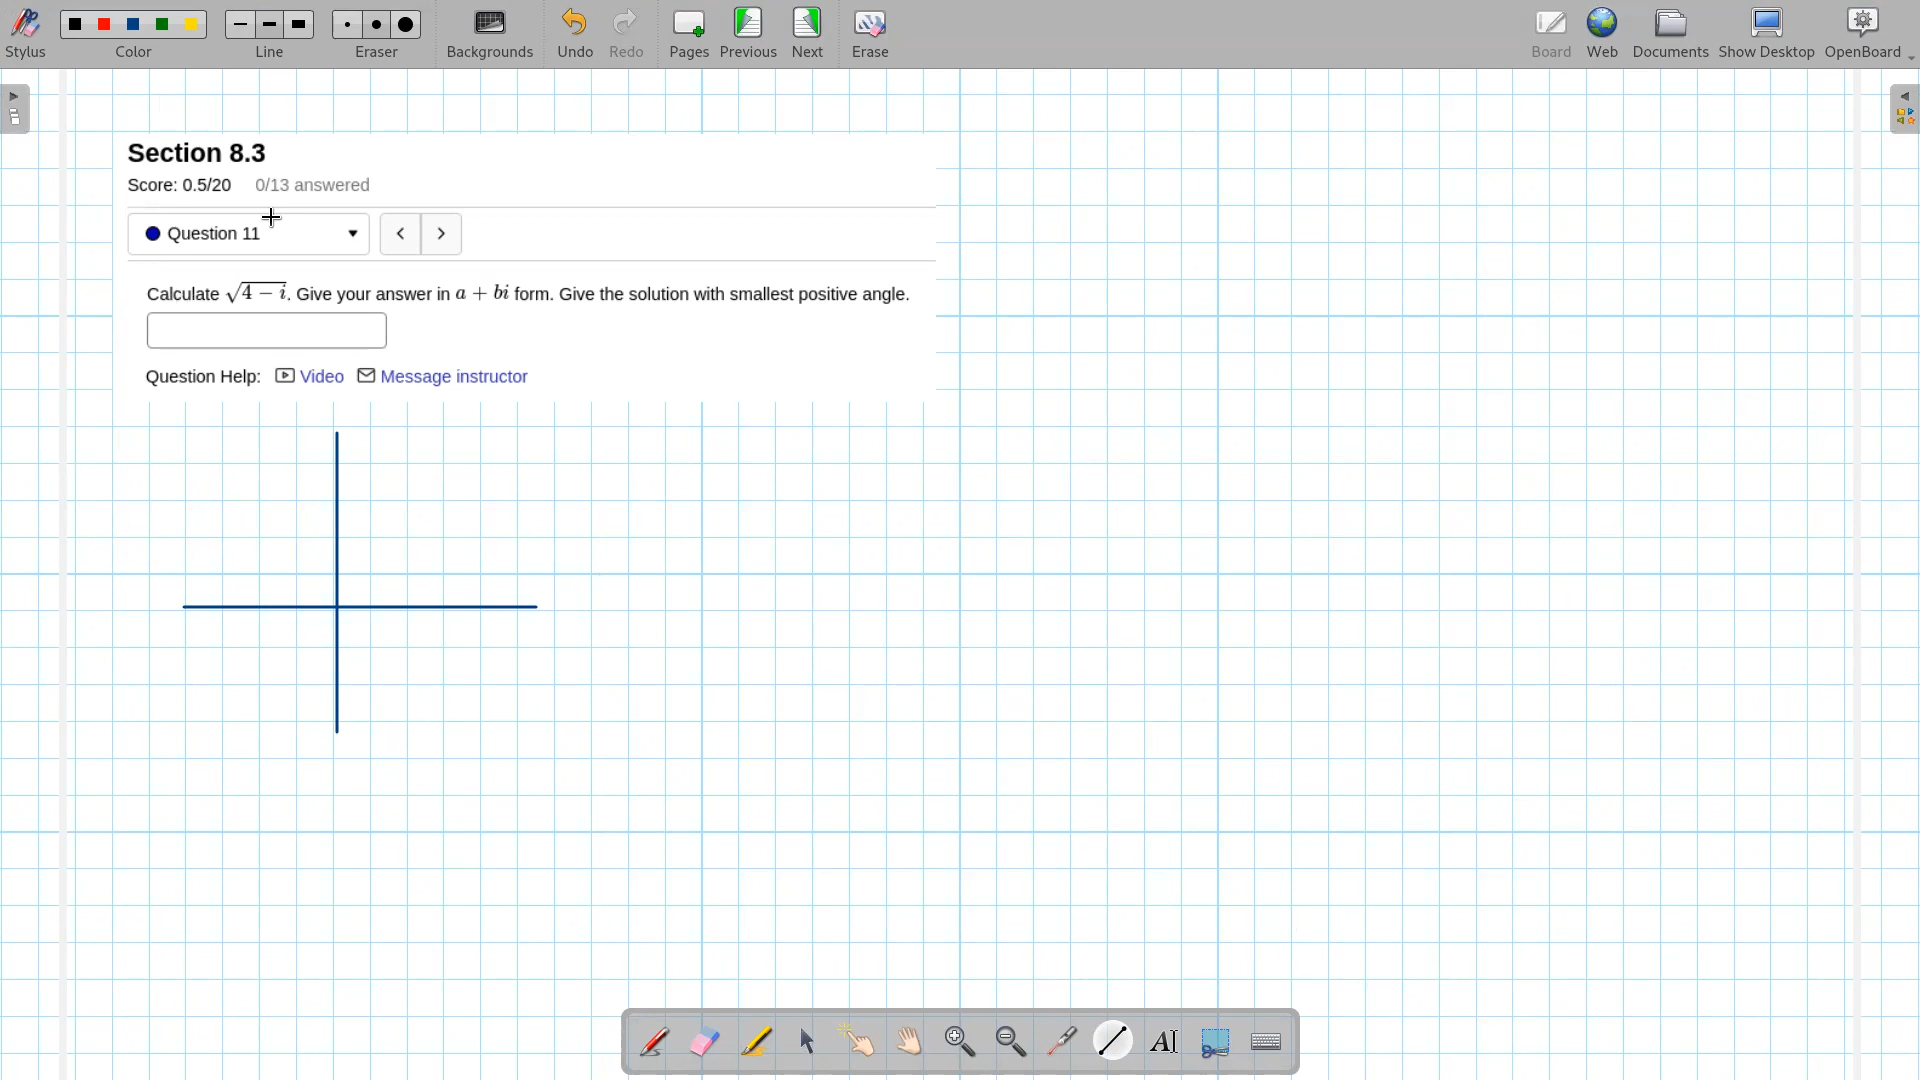 Stylus
Color
Line
Eraser
Backgrounds
Undo
Redo
Pages
Previous
Next
Erase
Board
Web
Documents
Show Desktop
OpenBoard
Section 8.3
Score: 0.5/20 0/13 answered
Question 11
Calculate √4 − i. Give your answer in a + bi form. Give the solution with smallest positive angle.
Question Help: Video Message instructor